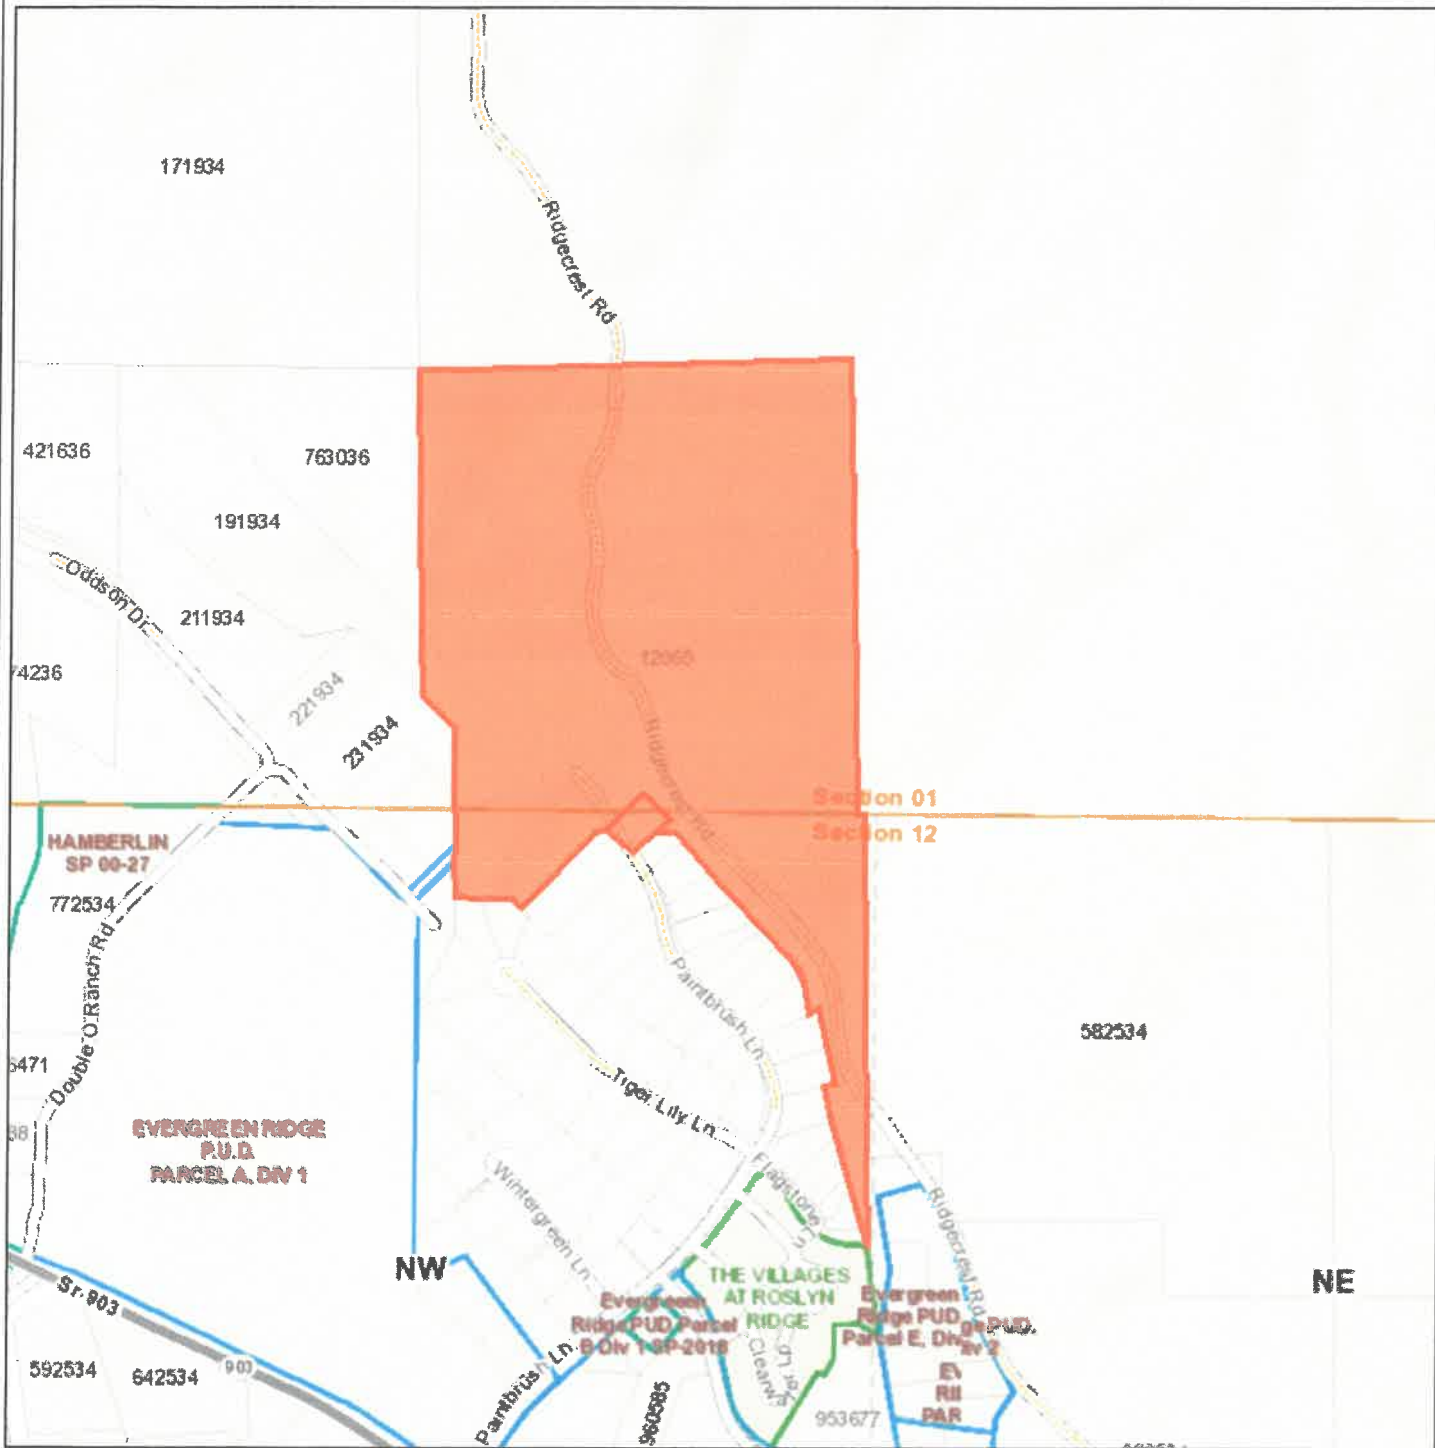 171934
Ridgecrest Rd
421636
763036
191934
Oddson Dr
211934
74236
221934
231934
Ridgecrest Rd
Section 01
Section 12
HAMBERLIN
SP 00-27
772534
Double O Ranch Rd
Paintbrush Ln
582534
Tiger Lily Ln
EVERGREEN RIDGE
P.U.D.
PARCEL A, DIV 1
Flagstone Ln
Wintergreen Ln
Ridgecrest Rd
NW
NE
THE VILLAGES
AT ROSLYN
RIDGE
Evergreen
Ridge PUD Parcel
B Div 1 SP-2018
Evergreen
Ridge PUD
Parcel E, Div
Sr 903
903
592534
642534
Paintbrush Ln
960585
953677
PAR